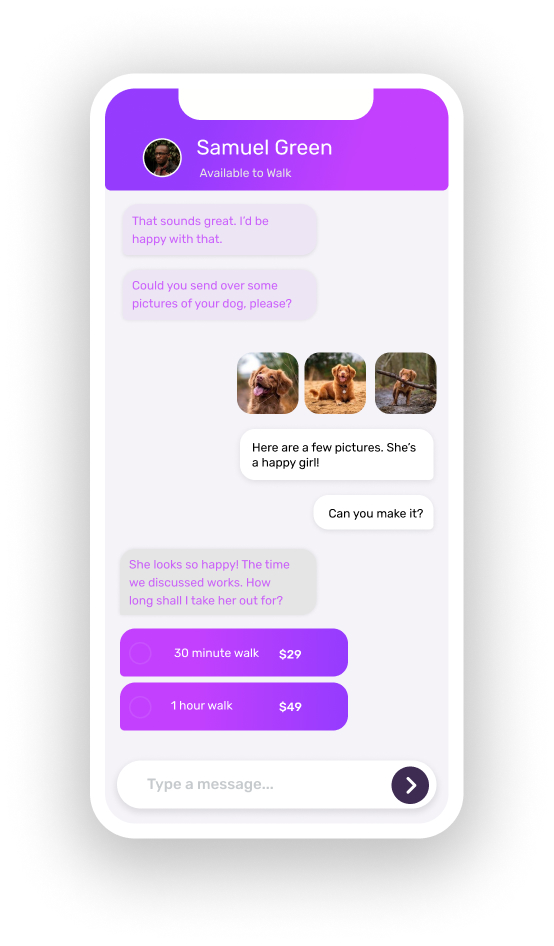 Samuel Green
Available to Walk
That sounds great. I'd be
happy with that.
Could you send over some
pictures of your dog, please?
Here are a few pictures. She's
a happy girl!
Can you make it?
She looks so happy! The time
we discussed works. How
long shall I take her out for?
30 minute walk $29
1 hour walk $49
Type a message...